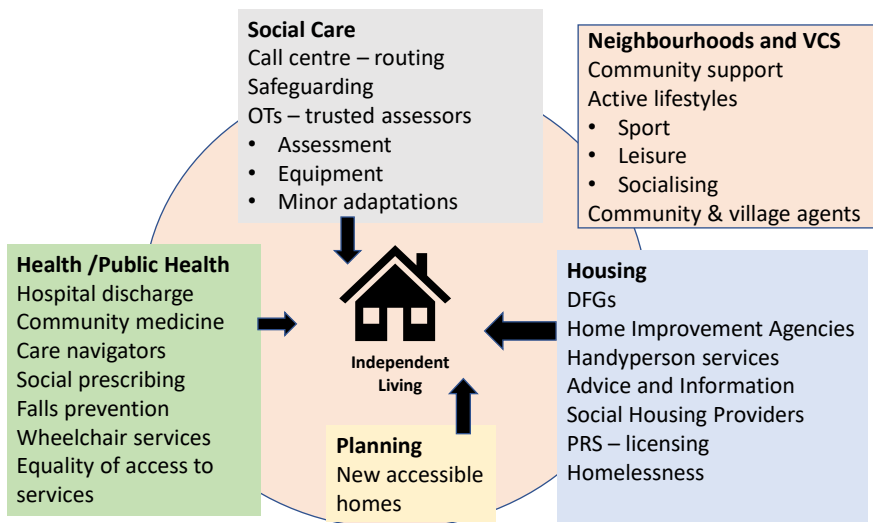 Social Care
Call centre – routing
Safeguarding
OTs – trusted assessors
• Assessment
• Equipment
• Minor adaptations
Neighbourhoods and VCS
Community support
Active lifestyles
• Sport
• Leisure
• Socialising
Community & village agents
Health /Public Health
Hospital discharge
Community medicine
Care navigators
Social prescribing
Falls prevention
Wheelchair services
Equality of access to
services
Independent
Living
Housing
DFGs
Home Improvement Agencies
Handyperson services
Advice and Information
Social Housing Providers
PRS – licensing
Homelessness
Planning
New accessible
homes